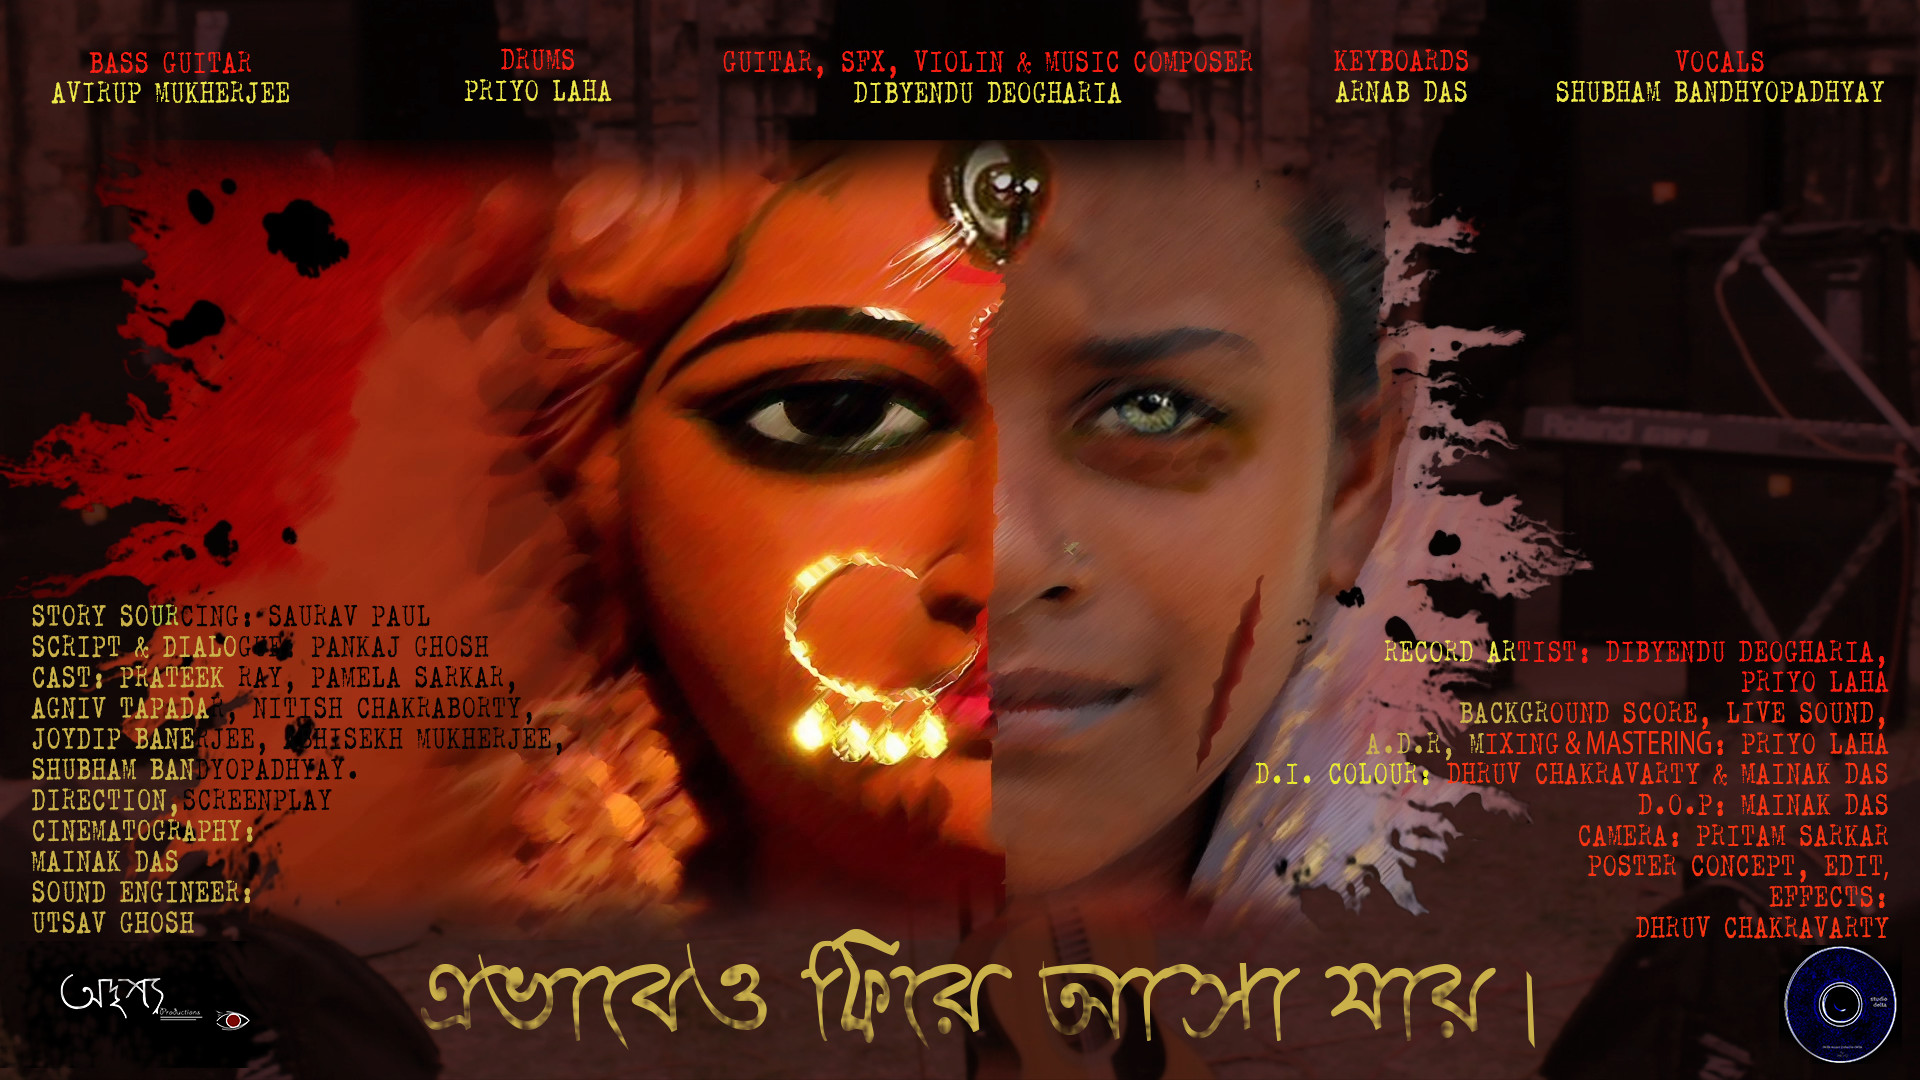 BASS GUITAR
AVIRUP MUKHERJEE
DRUMS
PRIYO LAHA
GUITAR, SFX, VIOLIN & MUSIC COMPOSER
DIBYENDU DEOGHARIA
KEYBOARDS
ARNAB DAS
VOCALS
SHUBHAM BANDHYOPADHYAY
Roland
STORY SOURCING: SAURAV PAUL
SCRIPT & DIALOGUE: PANKAJ GHOSH
CAST: PRATEEK RAY, PAMELA SARKAR,
AGNIV TAPADAR, NITISH CHAKRABORTY,
JOYDIP BANERJEE, ABHISEKH MUKHERJEE,
SHUBHAM BANDYOPADHYAY.
DIRECTION,SCREENPLAY
CINEMATOGRAPHY:
MAINAK DAS
SOUND ENGINEER:
UTSAV GHOSH
RECORD ARTIST: DIBYENDU DEOGHARIA,
PRIYO LAHA
BACKGROUND SCORE, LIVE SOUND,
A.D.R, MIXING & MASTERING: PRIYO LAHA
D.I. COLOUR: DHRUV CHAKRAVARTY & MAINAK DAS
D.O.P: MAINAK DAS
CAMERA: PRITAM SARKAR
POSTER CONCEPT, EDIT,
EFFECTS:
DHRUV CHAKRAVARTY
অদৃশ্য
Productions
এভাবেও ফিরে আসা যায়।
studio
delta